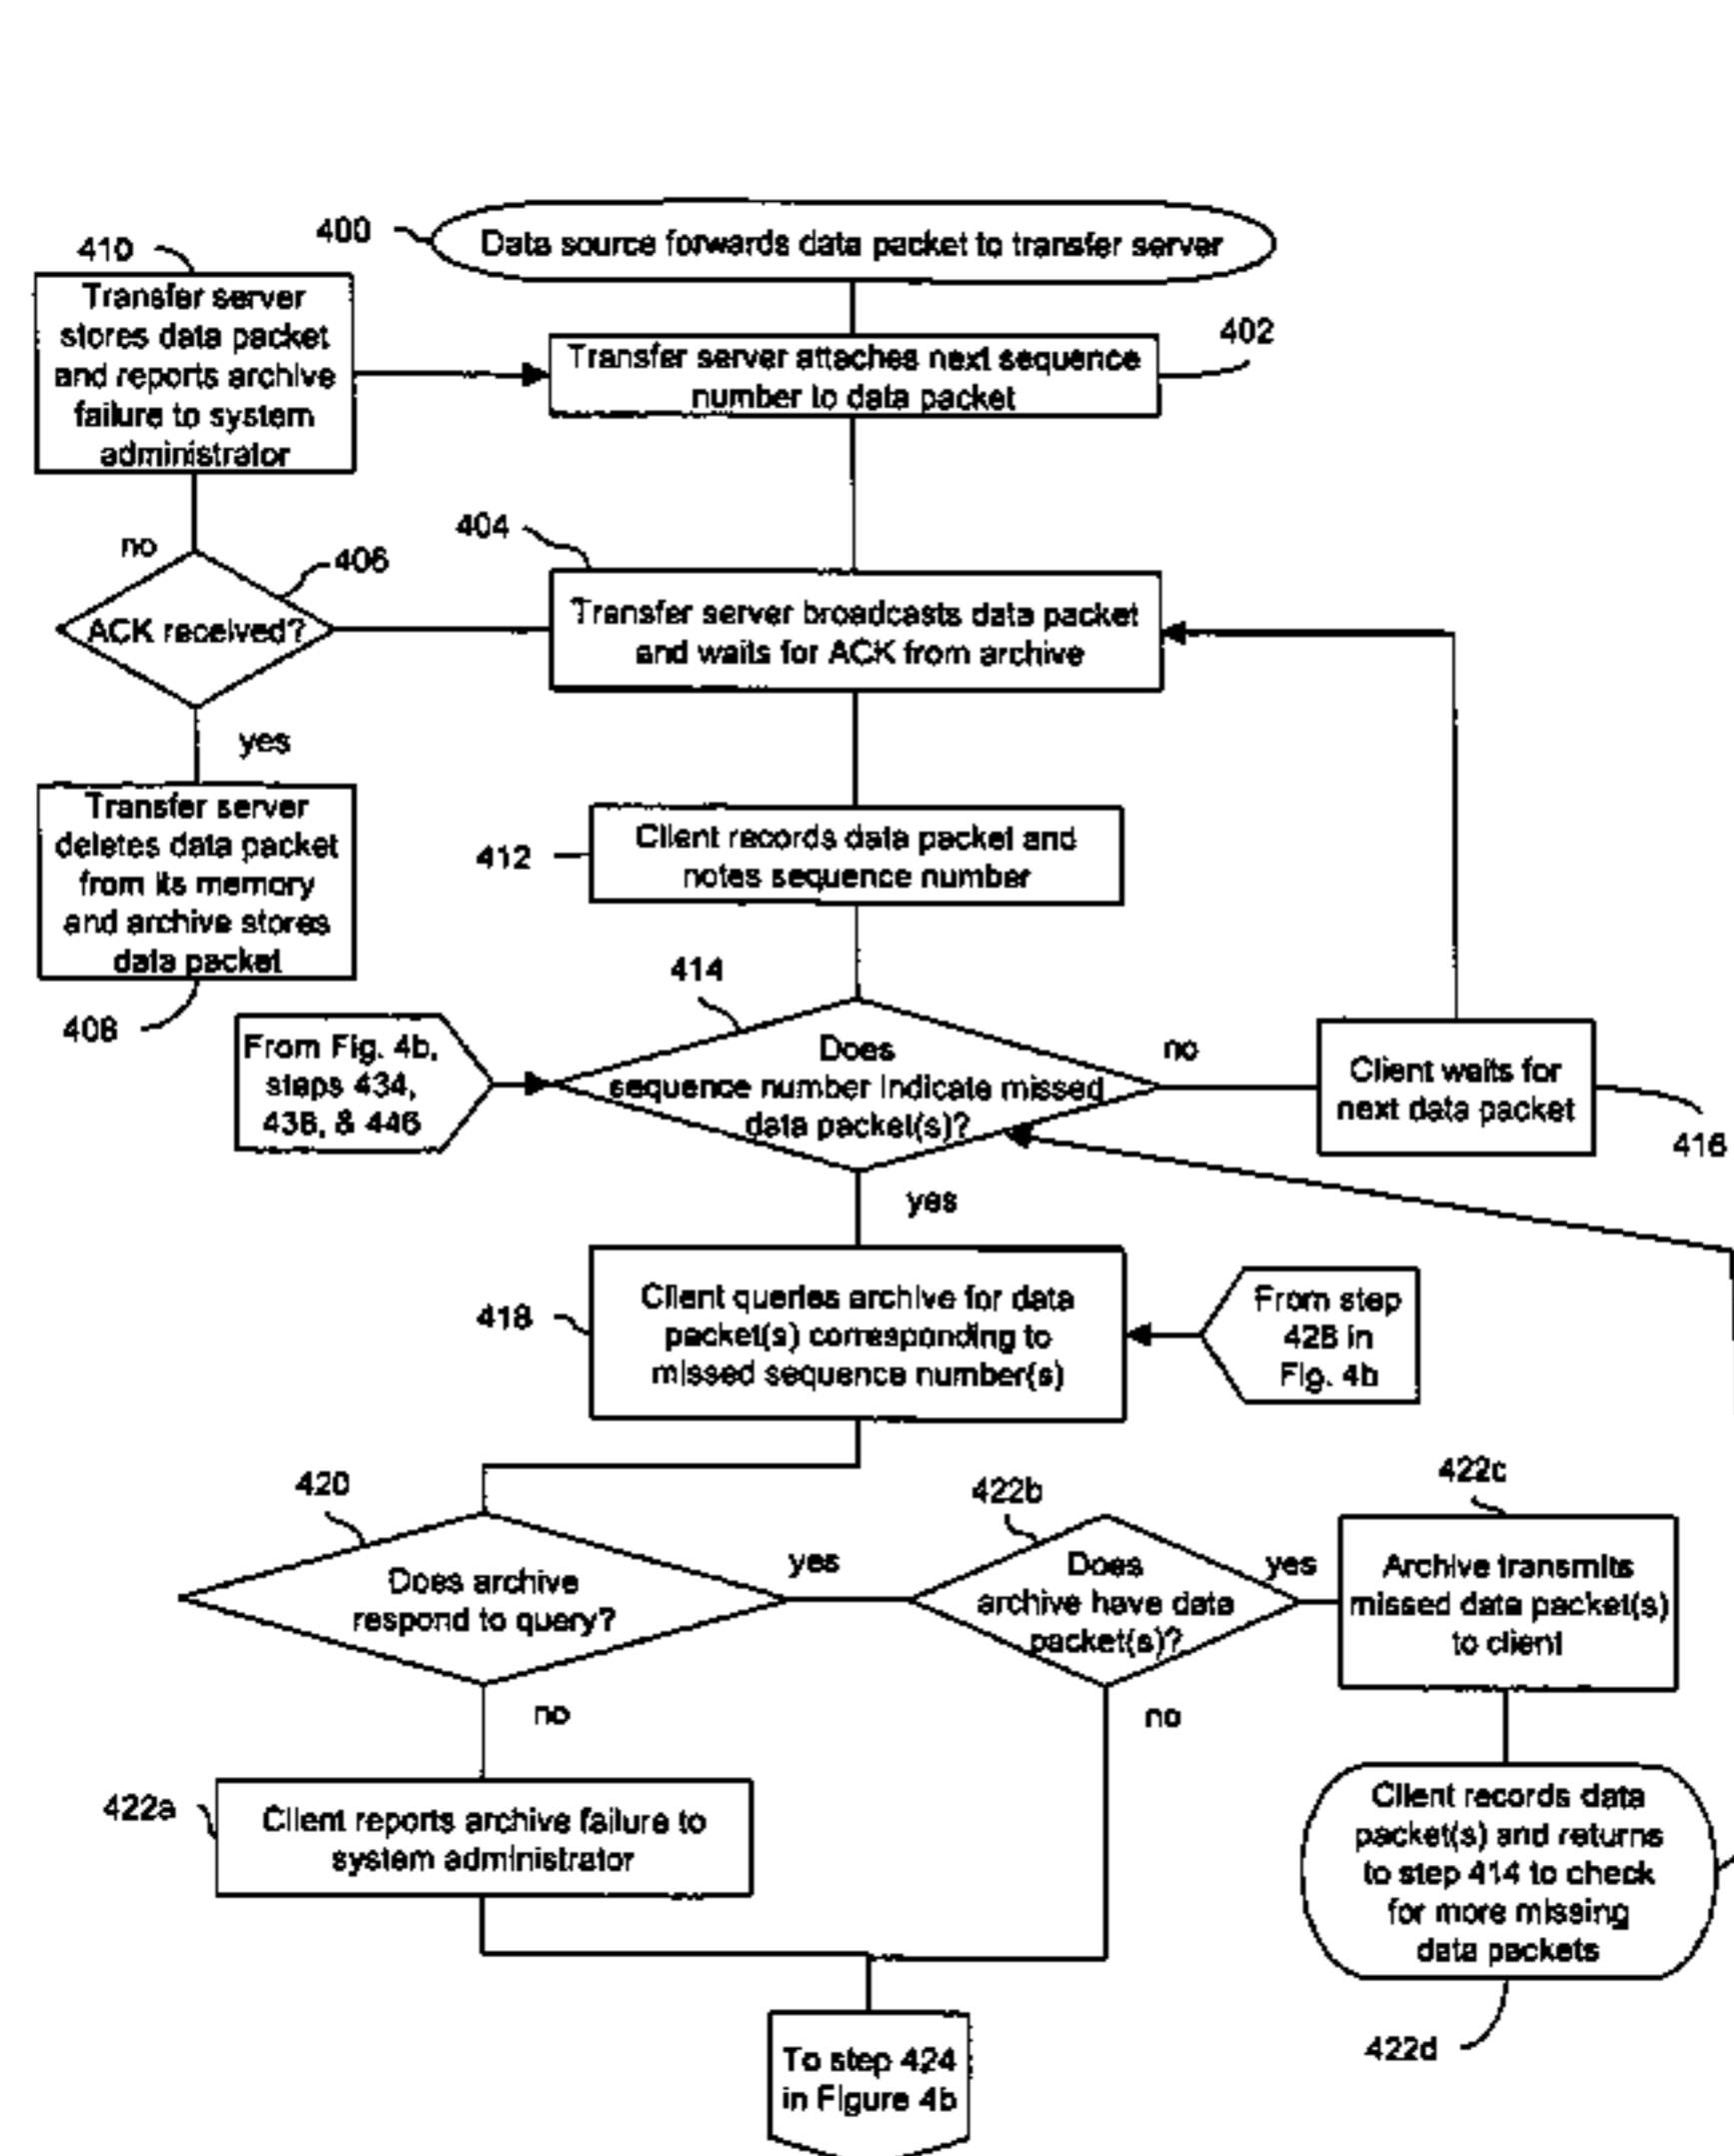 400
Data source forwards data packet to transfer server
410
Transfer server
stores data packet
and reports archive
failure to system
administrator
402
Transfer server attaches next sequence
number to data packet
404
no
406
ACK received?
Transfer server broadcasts data packet
and waits for ACK from archive
yes
Transfer server
deletes data packet
from its memory
and archive stores
data packet
408
412
Client records data packet and
notes sequence number
414
From Fig. 4b,
steps 434,
438, & 446
Does
sequence number indicate missed
data packet(s)?
no
Client waits for
next data packet
416
yes
418
Client queries archive for data
packet(s) corresponding to
missed sequence number(s)
From step
428 in
Fig. 4b
420
Does archive
respond to query?
yes
422b
Does
archive have data
packet(s)?
yes
422c
Archive transmits
missed data packet(s)
to client
no
no
422a
Client reports archive failure to
system administrator
Client records data
packet(s) and returns
to step 414 to check
for more missing
data packets
422d
To step 424
in Figure 4b